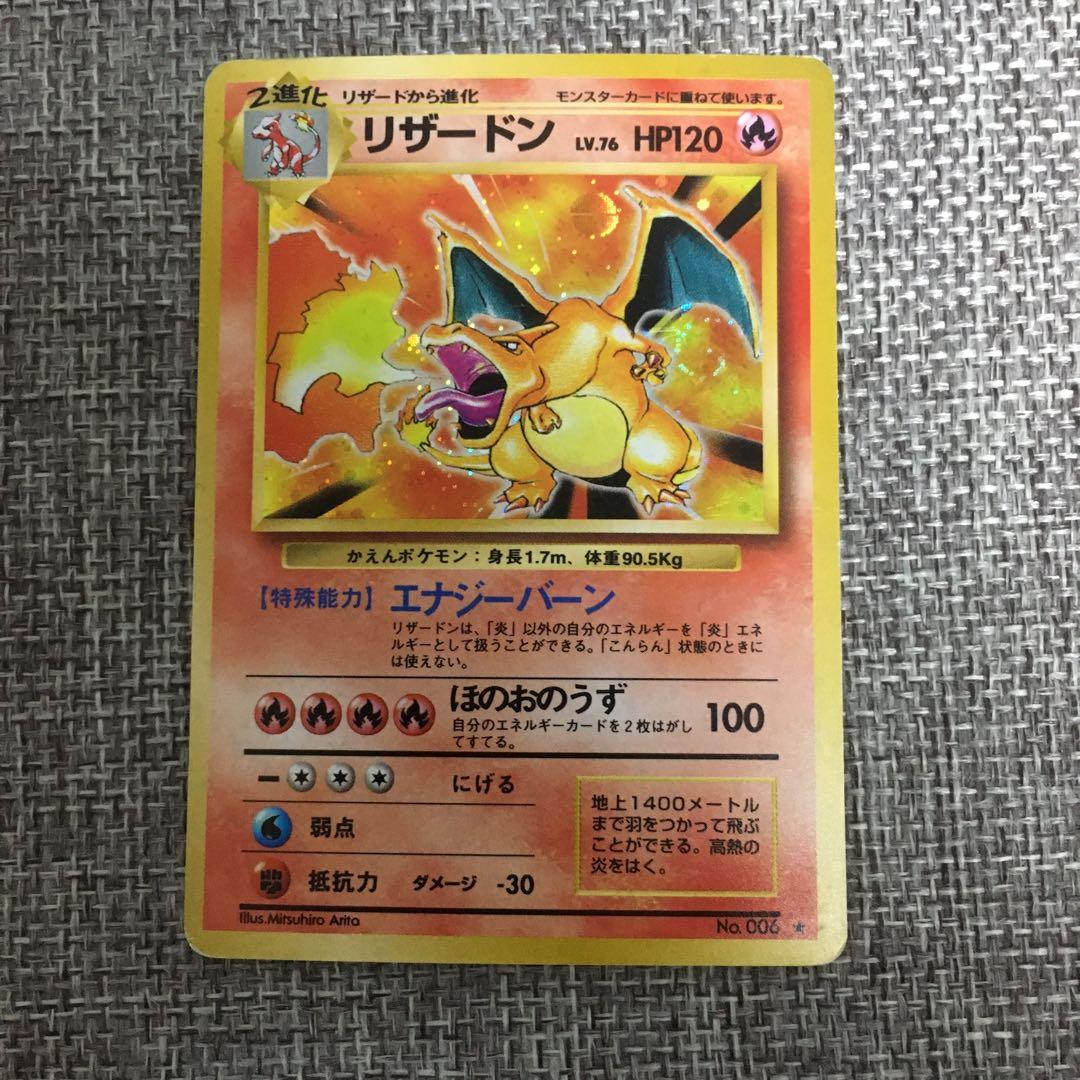 2進化 リザードから進化 モンスターカードに重ねて使います。
リザードン LV.76 HP120
かえんポケモン：身長1.7m、体重90.5Kg
【特殊能力】エナジーバーン
リザードンは、「炎」以外の自分のエネルギーを「炎」エネ
ルギーとして扱うことができる。「こんらん」状態のときに
は使えない。
ほのおのうず 100
自分のエネルギーカードを2枚はがし
てすてる。
にげる
弱点
抵抗力 ダメージ -30
地上1400メートル
まで羽をつかって飛ぶ
ことができる。高熱の
炎をはく。
Illus.Mitsuhiro Arita
No. 006